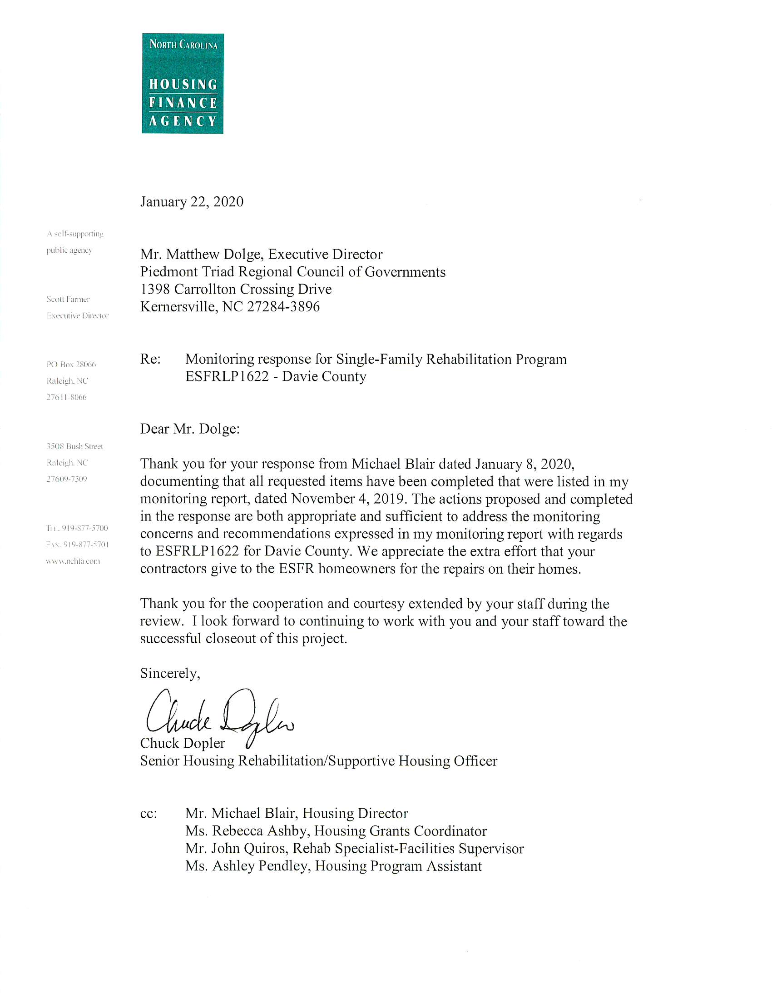 NORTH CAROLINA
HOUSING
FINANCE
AGENCY
January 22, 2020
A self-supporting
public agency
Mr. Matthew Dolge, Executive Director
Piedmont Triad Regional Council of Governments
1398 Carrollton Crossing Drive
Kernersville, NC 27284-3896
Scott Farmer
Executive Director
Re: Monitoring response for Single-Family Rehabilitation Program
ESFRLP1622 - Davie County
PO Box 28066
Raleigh, NC
27611-8066
Dear Mr. Dolge:
3508 Bush Street
Raleigh, NC
27609-7509
Thank you for your response from Michael Blair dated January 8, 2020,
documenting that all requested items have been completed that were listed in my
monitoring report, dated November 4, 2019. The actions proposed and completed
in the response are both appropriate and sufficient to address the monitoring
concerns and recommendations expressed in my monitoring report with regards
to ESFRLP1622 for Davie County. We appreciate the extra effort that your
contractors give to the ESFR homeowners for the repairs on their homes.
TEL. 919-877-5700
FAX. 919-877-5701
www.nchfa.com
Thank you for the cooperation and courtesy extended by your staff during the
review.  I look forward to continuing to work with you and your staff toward the
successful closeout of this project.
Sincerely,
Chuck Dopler
Chuck Dopler
Senior Housing Rehabilitation/Supportive Housing Officer
cc: Mr. Michael Blair, Housing Director
Ms. Rebecca Ashby, Housing Grants Coordinator
Mr. John Quiros, Rehab Specialist-Facilities Supervisor
Ms. Ashley Pendley, Housing Program Assistant